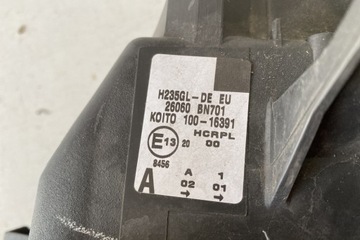 H235GL-DE EU
26060 BN701
KOITO 100-16391
HCRPL
E13 20 00
8456
A A 1
02 01
→ →